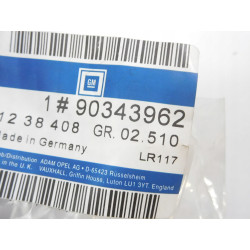 GM
1 # 90343962
12 38 408 GR. 02.510
Made in Germany LR117
Distribution ADAM OPEL AG • D-65423 Rüsselsheim
in the U.K. VAUXHALL, Griffin House, Luton LU1 3YT. England